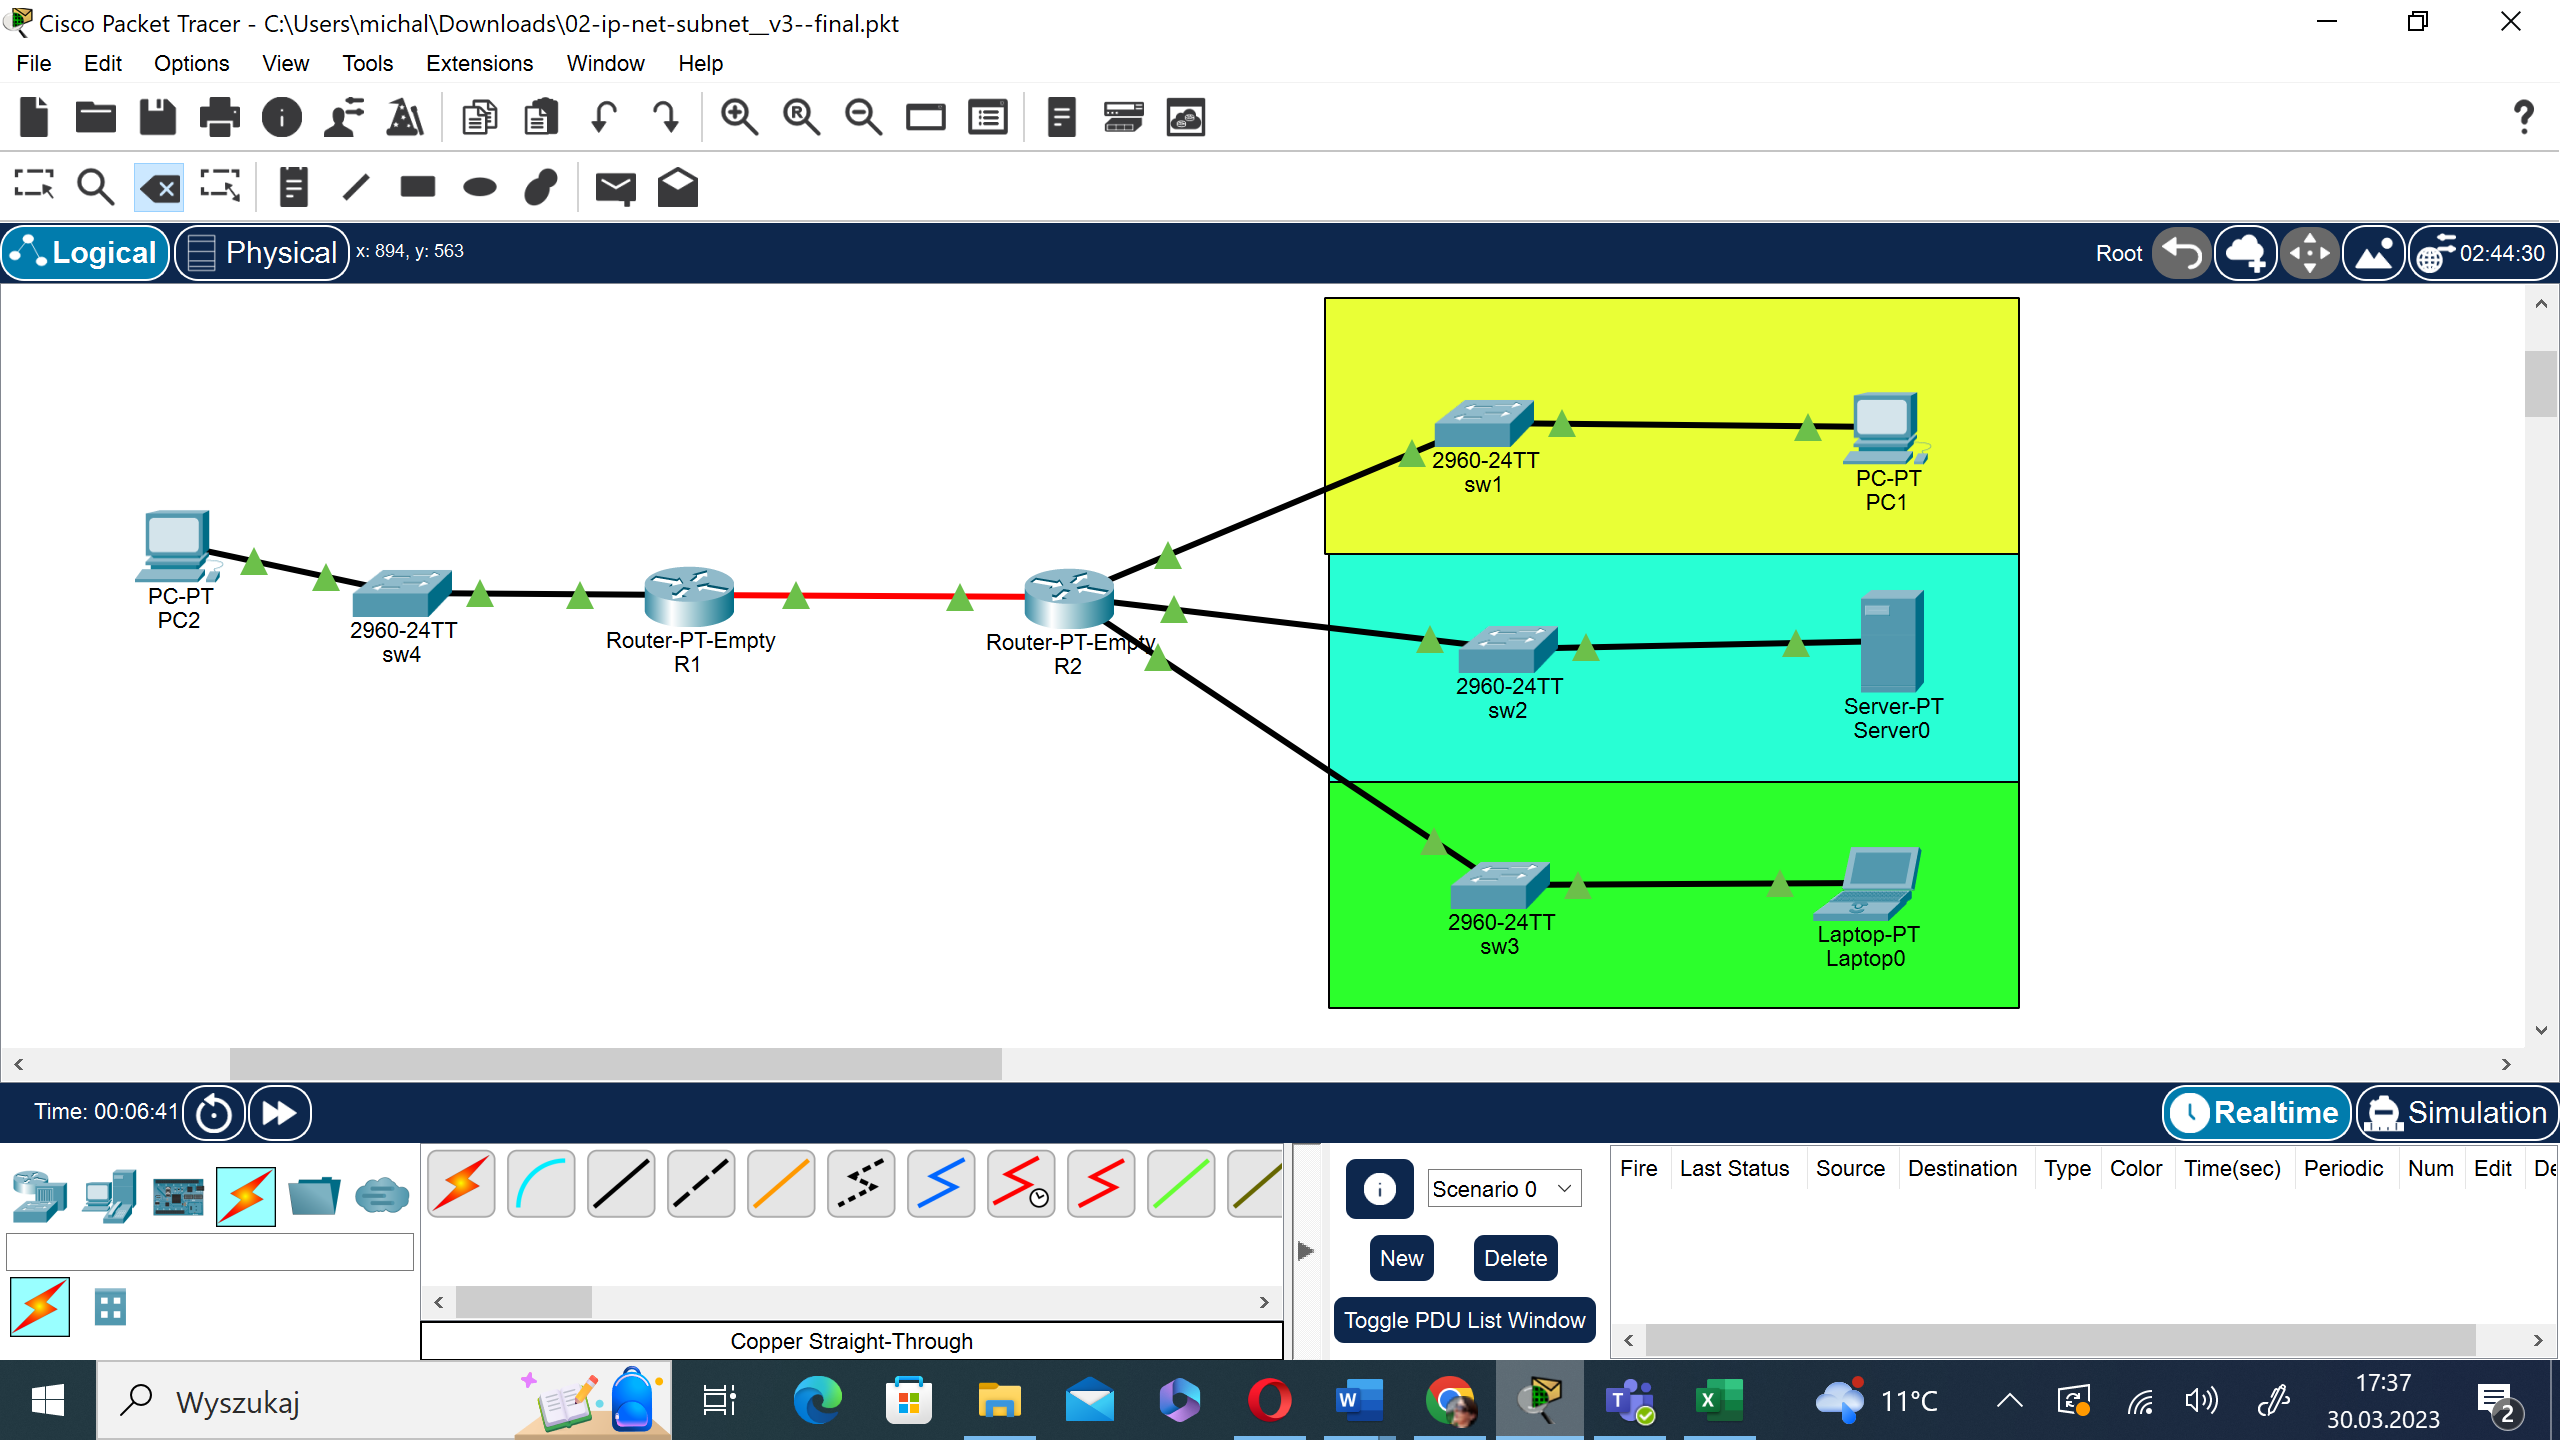 Cisco Packet Tracer - C:\Users\michal\Downloads\02-ip-net-subnet__v3--final.pkt
File Edit Options View Tools Extensions Window Help
Logical Physical x: 894, y: 563 Root 02:44:30
2960-24TT
sw1
PC-PT
PC1
PC-PT
PC2
2960-24TT
sw4
Router-PT-Empty
R1
Router-PT-Empty
R2
2960-24TT
sw2
Server-PT
Server0
2960-24TT
sw3
Laptop-PT
Laptop0
Time: 00:06:41 Realtime Simulation
Scenario 0
New Delete
Toggle PDU List Window
Fire Last Status Source Destination Type Color Time(sec) Periodic Num Edit De
Copper Straight-Through
Wyszukaj
11°C
17:37
30.03.2023
2